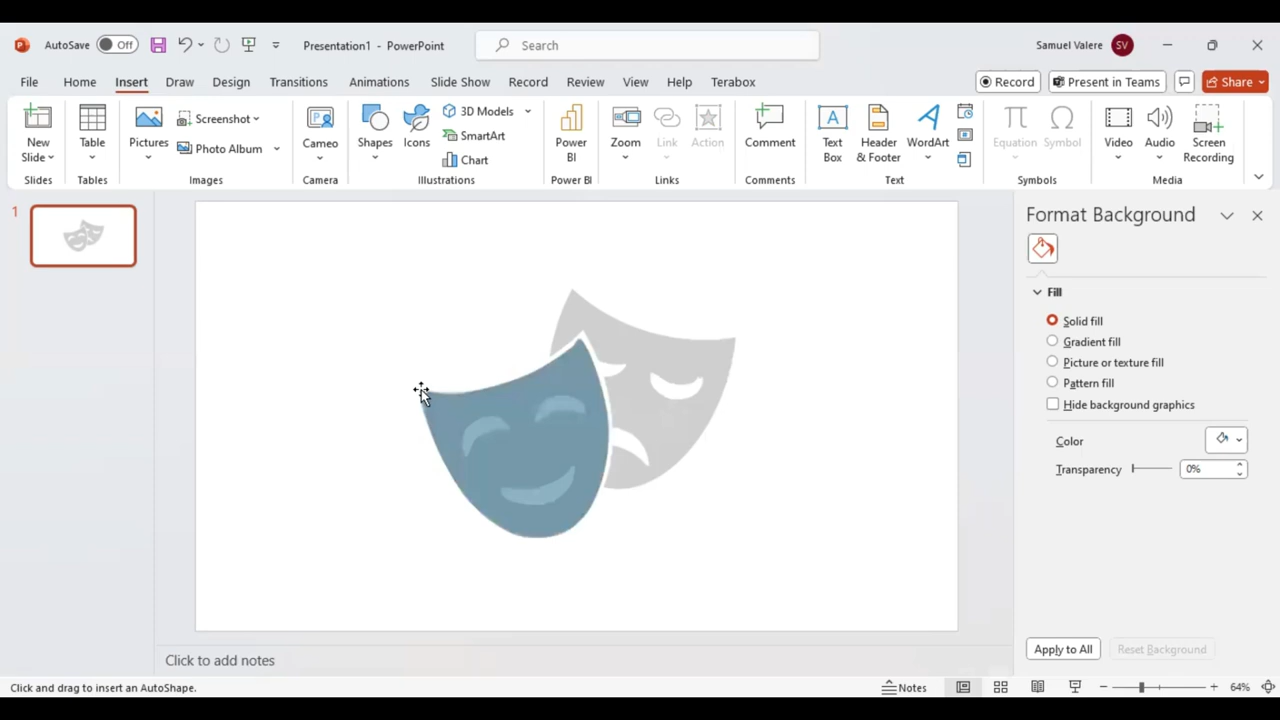 AutoSave Off Presentation1 - PowerPoint Search Samuel Valere SV
File Home Insert Draw Design Slide Show Transitions Animations Record Review View Help Terabox Record Present in Teams Share
New Slide
Table
Pictures
Screenshot
Photo Album
Cameo
Shapes
Icons
3D Models
SmartArt
Chart
Power BI
Zoom
Link
Action
Comment
Text Box
Header & Footer
WordArt
Equation
Symbol
Video
Audio
Screen Recording
Slides Tables Images Camera Illustrations Power BI Links Comments Text Symbols Media
1
Format Background
Fill
Solid fill
Gradient fill
Picture or texture fill
Pattern fill
Hide background graphics
Color
Transparency 0%
Apply to All Reset Background
Click to add notes
Click and drag to insert an AutoShape. Notes 64%